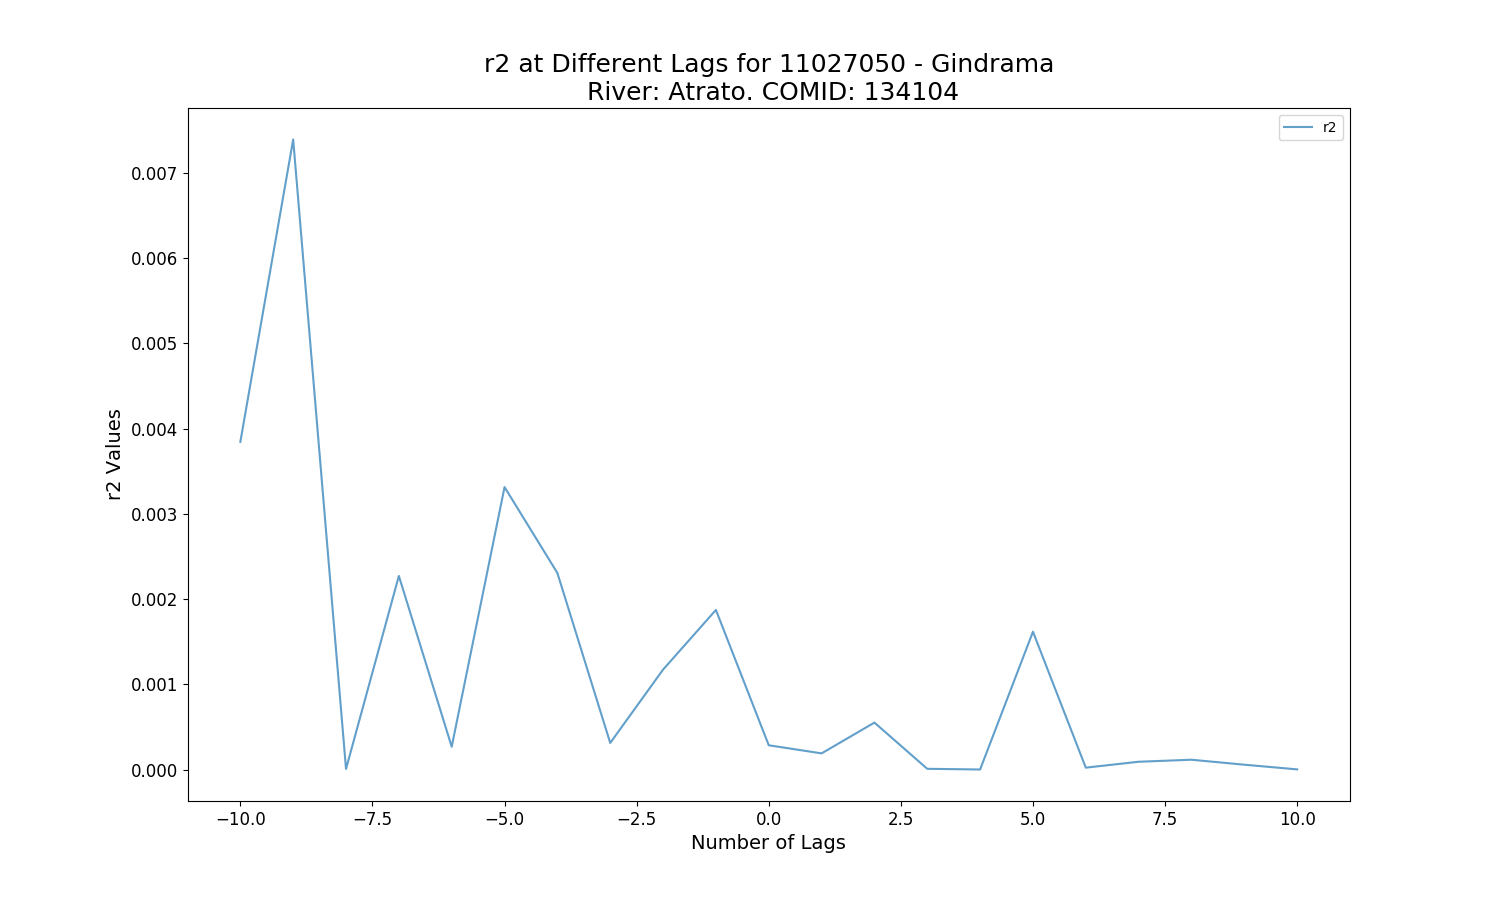 r2 at Different Lags for 11027050 - Gindrama
River: Atrato. COMID: 134104
r2
0.007
0.006
0.005
0.004
0.003
0.002
0.001
0.000
r2 Values
−10.0 −7.5 −5.0 −2.5 0.0 2.5 5.0 7.5 10.0
Number of Lags